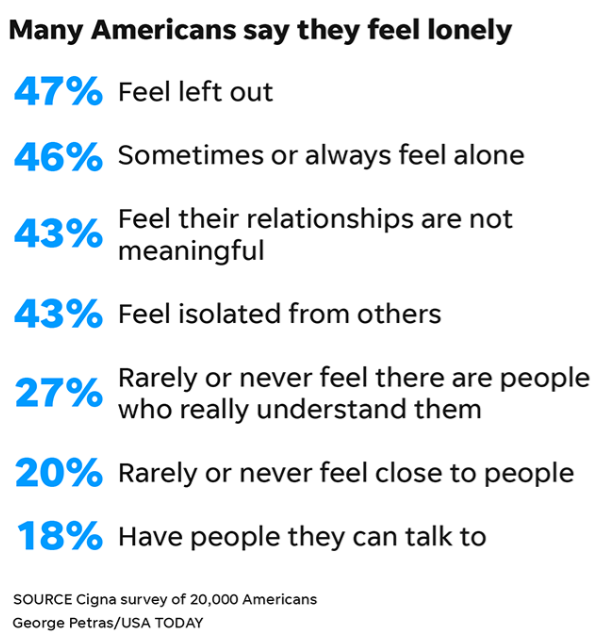 Many Americans say they feel lonely
47% Feel left out
46% Sometimes or always feel alone
43% Feel their relationships are not
meaningful
43% Feel isolated from others
27% Rarely or never feel there are people
who really understand them
20% Rarely or never feel close to people
18% Have people they can talk to
SOURCE Cigna survey of 20,000 Americans
George Petras/USA TODAY